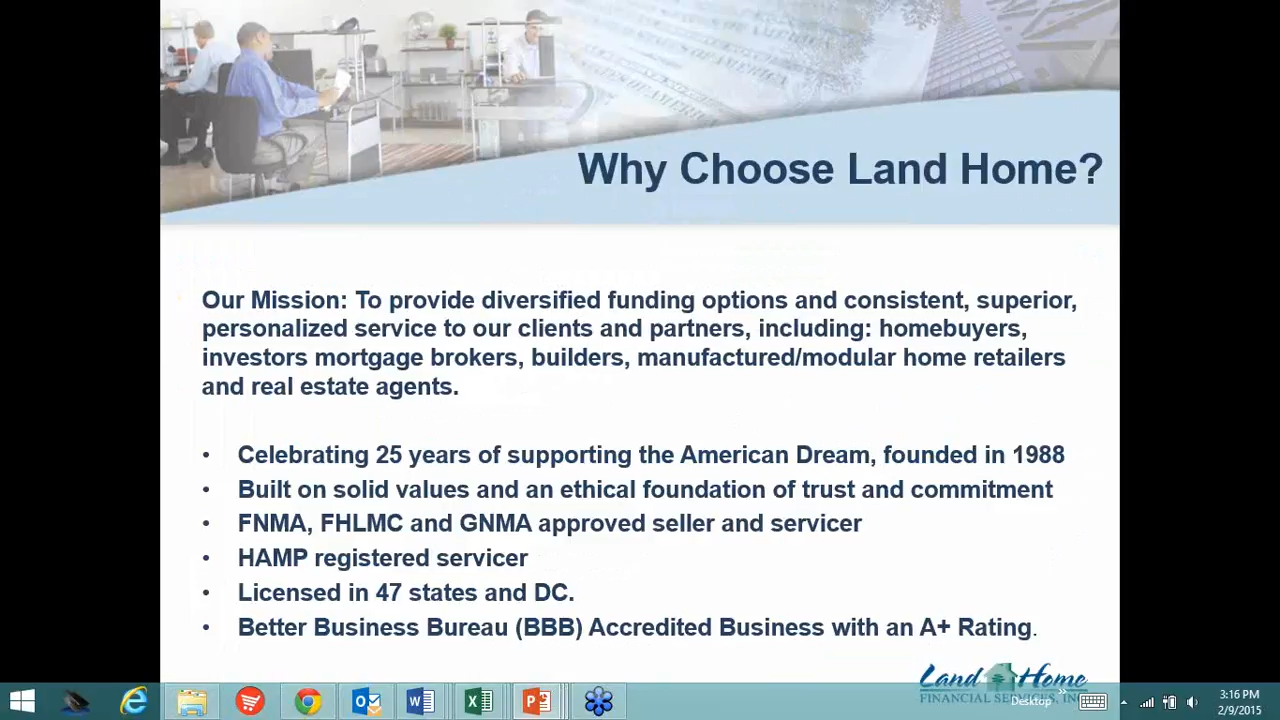 Why Choose Land Home?
Our Mission: To provide diversified funding options and consistent, superior,
personalized service to our clients and partners, including: homebuyers,
investors mortgage brokers, builders, manufactured/modular home retailers
and real estate agents.
• Celebrating 25 years of supporting the American Dream, founded in 1988
• Built on solid values and an ethical foundation of trust and commitment
• FNMA, FHLMC and GNMA approved seller and servicer
• HAMP registered servicer
• Licensed in 47 states and DC.
• Better Business Bureau (BBB) Accredited Business with an A+ Rating.
Land Home
FINANCIAL SERVICES, INC
Desktop
3:16 PM
2/9/2015